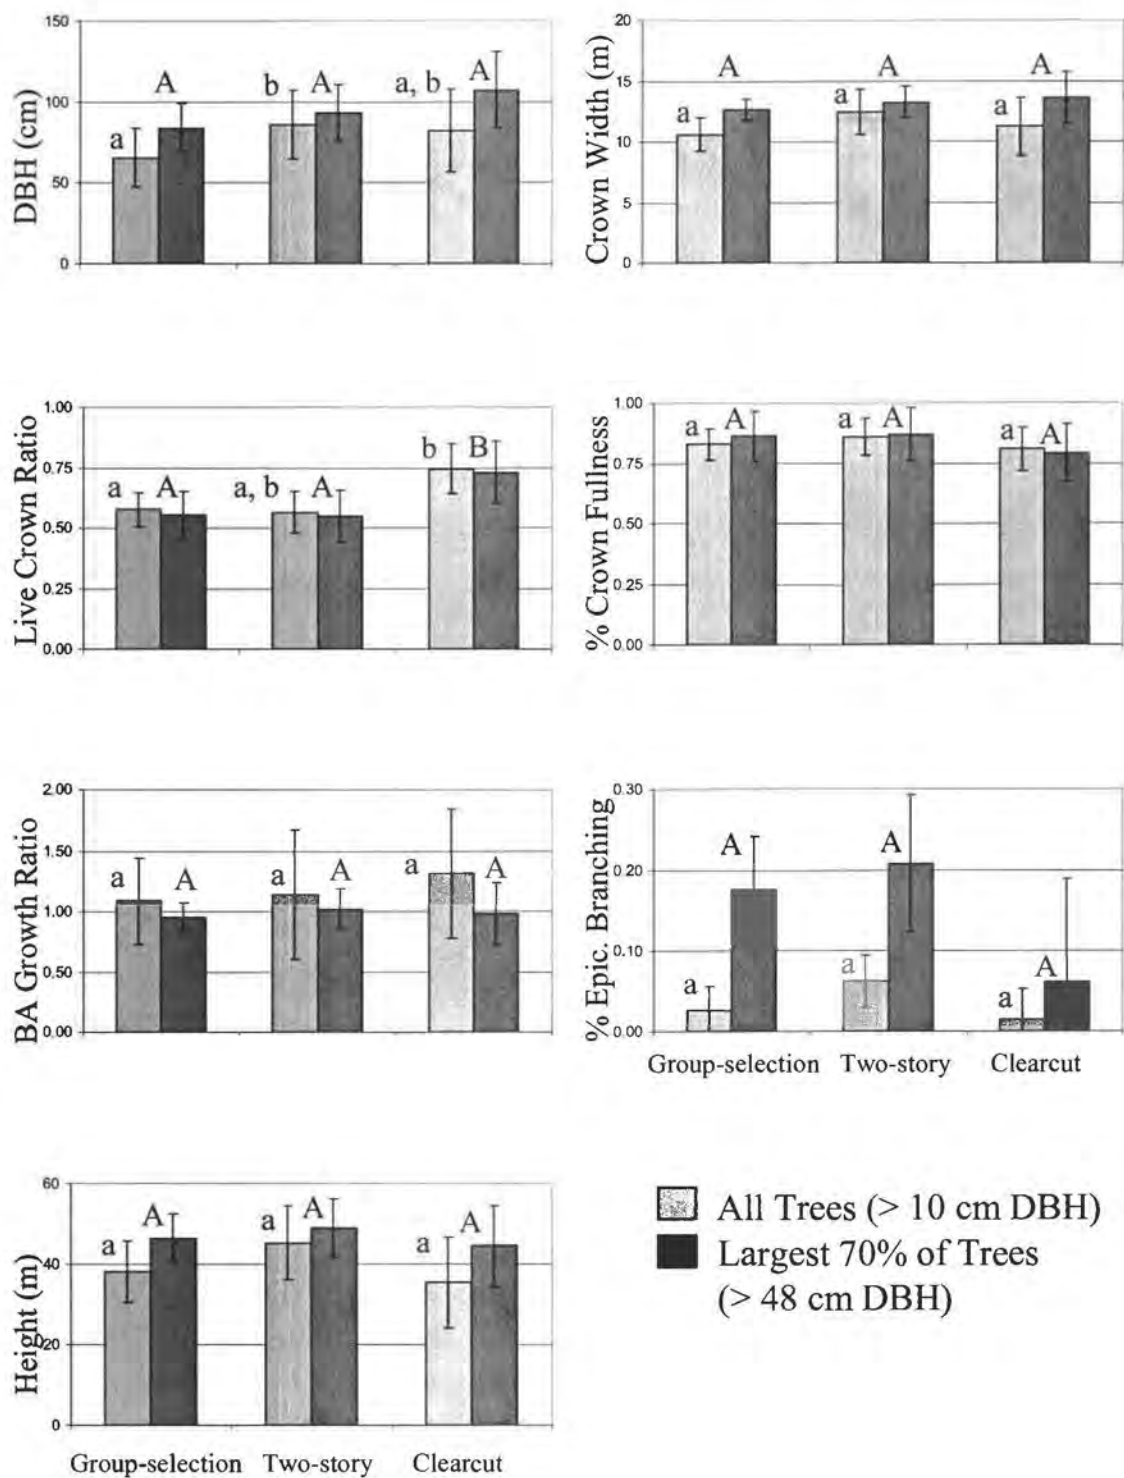 DBH (cm)
150
100
50
0
a
A
b
A
a, b
A
Crown Width (m)
20
15
10
5
0
a
A
a
A
a
A
Live Crown Ratio
1.00
0.75
0.50
0.25
0.00
a
A
a, b
A
b
B
% Crown Fullness
1.00
0.75
0.50
0.25
0.00
a
A
a
A
a
A
BA Growth Ratio
2.00
1.50
1.00
0.50
0.00
a
A
a
A
a
A
% Epic. Branching
0.30
0.20
0.10
0.00
a
A
a
A
a
A
Group-selection Two-story Clearcut
Height (m)
60
40
20
0
a
A
a
A
a
A
Group-selection Two-story Clearcut
All Trees (> 10 cm DBH)
Largest 70% of Trees
(> 48 cm DBH)